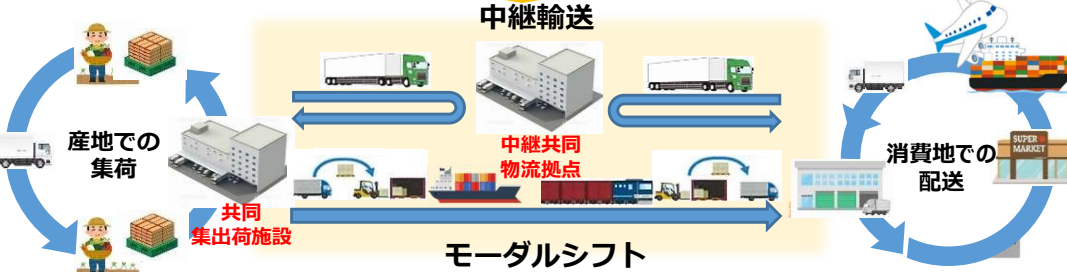 中継輸送
産地での
集荷
共同
集出荷施設
中継共同
物流拠点
モーダルシフト
消費地での
配送
SUPER
MARKET